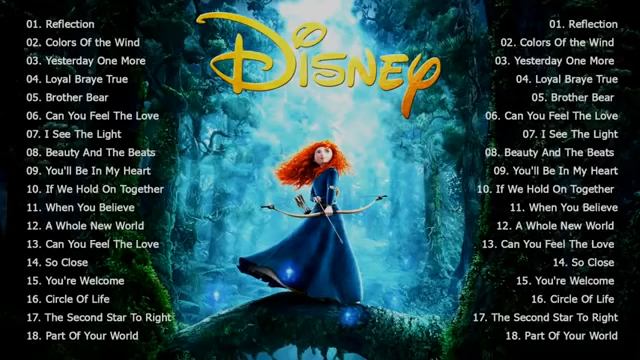 DISNEY
01. Reflection
02. Colors Of the Wind
03. Yesterday One More
04. Loyal Braye True
05. Brother Bear
06. Can You Feel The Love
07. I See The Light
08. Beauty And The Beats
09. You'll Be In My Heart
10. If We Hold On Together
11. When You Believe
12. A Whole New World
13. Can You Feel The Love
14. So Close
15. You're Welcome
16. Circle Of Life
17. The Second Star To Right
18. Part Of Your World
01. Reflection
02. Colors Of the Wind
03. Yesterday One More
04. Loyal Braye True
05. Brother Bear
06. Can You Feel The Love
07. I See The Light
08. Beauty And The Beats
09. You'll Be In My Heart
10. If We Hold On Together
11. When You Believe
12. A Whole New World
13. Can You Feel The Love
14. So Close
15. You're Welcome
16. Circle Of Life
17. The Second Star To Right
18. Part Of Your World